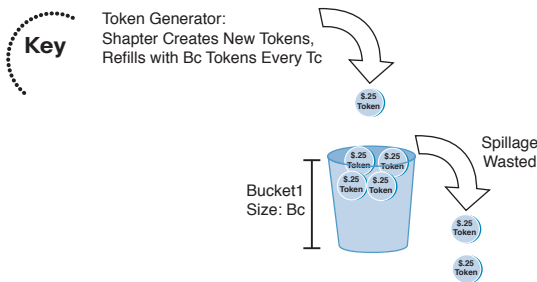 Key
Token Generator:
Shapter Creates New Tokens,
Refills with Bc Tokens Every Tc
$.25
Token
Spillage
Wasted
$.25
Token
$.25
Token
$.25
Token
$.25
Token
Bucket1
Size: Bc
$.25
Token
$.25
Token